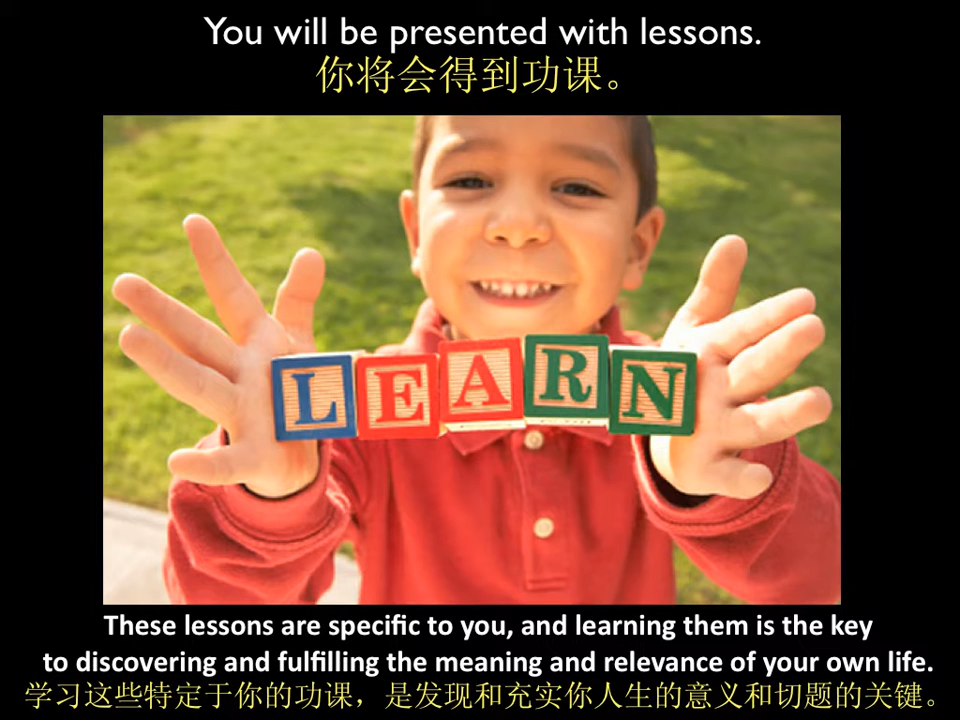 You will be presented with lessons.
你将会得到功课。
LEARN
These lessons are specific to you, and learning them is the key
to discovering and fulfilling the meaning and relevance of your own life.
学习这些特定于你的功课，是发现和充实你人生的意义和切题的关键。